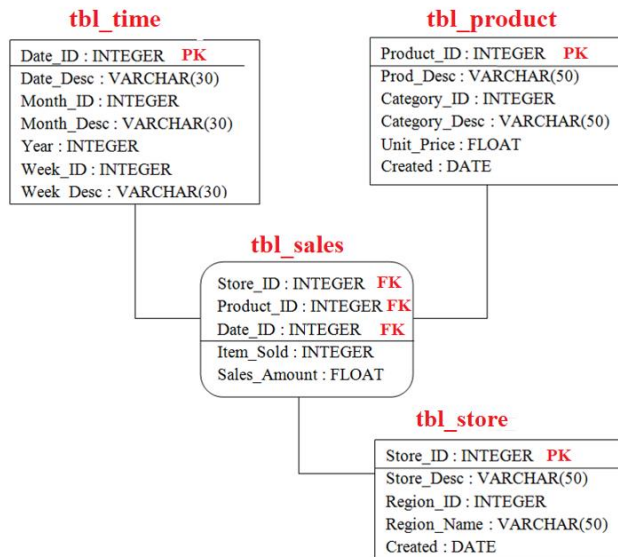 tbl_time
Date_ID : INTEGER PK
Date_Desc : VARCHAR(30)
Month_ID : INTEGER
Month_Desc : VARCHAR(30)
Year : INTEGER
Week_ID : INTEGER
Week_Desc : VARCHAR(30)
tbl_product
Product_ID : INTEGER PK
Prod_Desc : VARCHAR(50)
Category_ID : INTEGER
Category_Desc : VARCHAR(50)
Unit_Price : FLOAT
Created : DATE
tbl_sales
Store_ID : INTEGER FK
Product_ID : INTEGER FK
Date_ID : INTEGER FK
Item_Sold : INTEGER
Sales_Amount : FLOAT
tbl_store
Store_ID : INTEGER PK
Store_Desc : VARCHAR(50)
Region_ID : INTEGER
Region_Name : VARCHAR(50)
Created : DATE